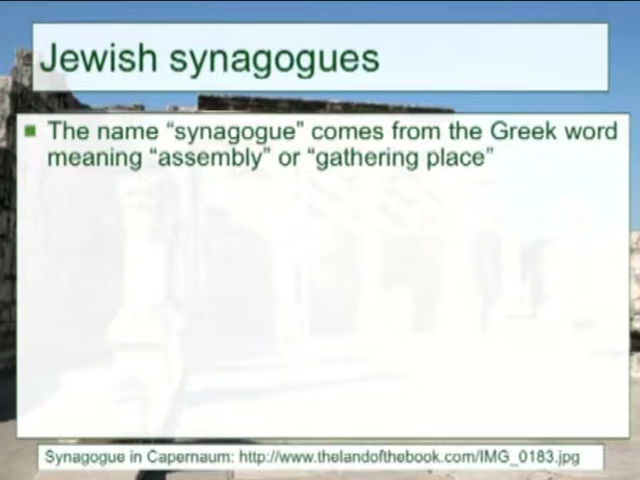 Jewish synagogues
The name “synagogue” comes from the Greek word
meaning “assembly” or “gathering place”
Synagogue in Capernaum: http://www.thelandofthebook.com/IMG_0183.jpg